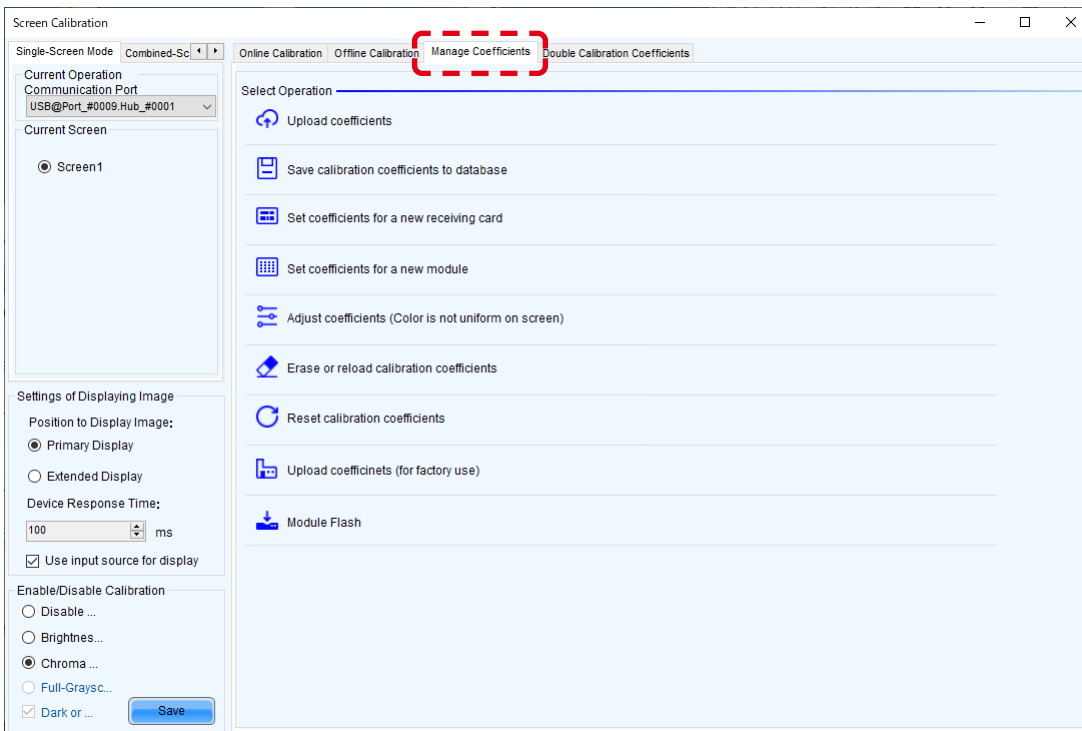 Screen Calibration
Single-Screen Mode
Combined-Sc
Online Calibration
Offline Calibration
Manage Coefficients
Double Calibration Coefficients
Current Operation
Communication Port
USB@Port_#0009.Hub_#0001
Current Screen
Screen1
Settings of Displaying Image
Position to Display Image:
Primary Display
Extended Display
Device Response Time:
100 ms
Use input source for display
Enable/Disable Calibration
Disable ...
Brightnes...
Chroma ...
Full-Graysc...
Dark or ...
Save
Select Operation
Upload coefficients
Save calibration coefficients to database
Set coefficients for a new receiving card
Set coefficients for a new module
Adjust coefficients (Color is not uniform on screen)
Erase or reload calibration coefficients
Reset calibration coefficients
Upload coefficinets (for factory use)
Module Flash